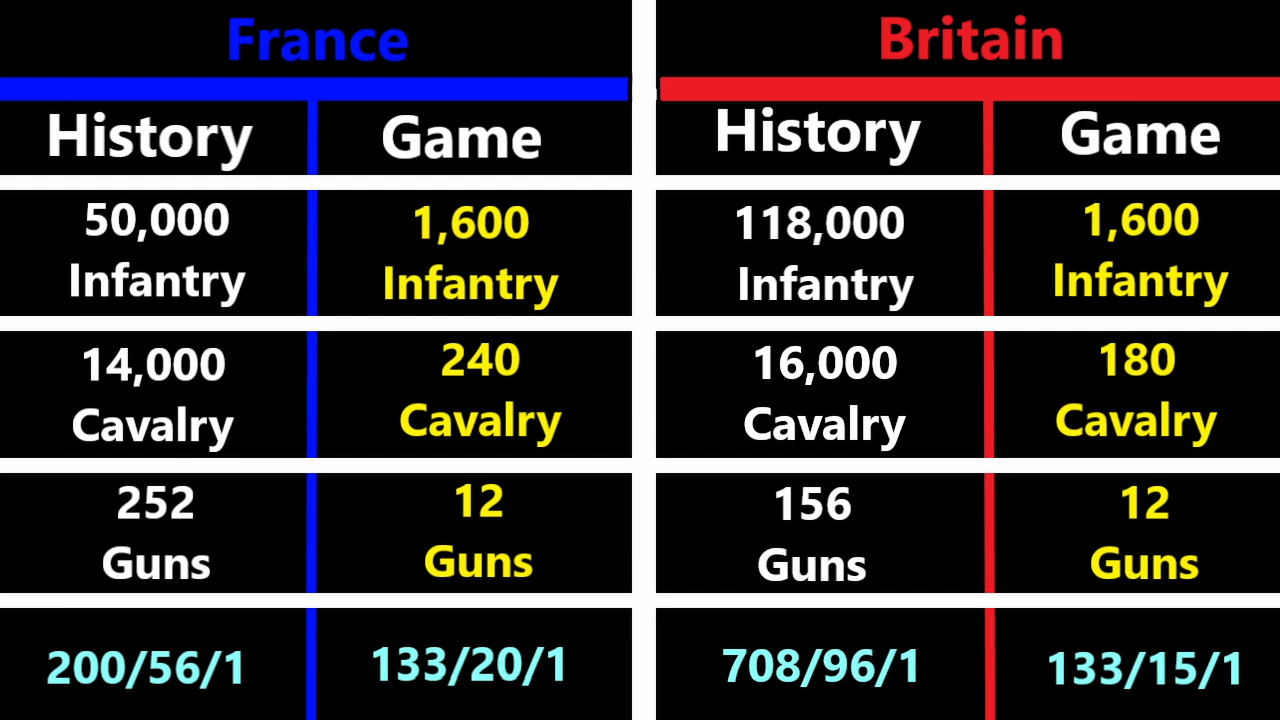 France
Britain
History
Game
History
Game
50,000
Infantry
1,600
Infantry
118,000
Infantry
1,600
Infantry
14,000
Cavalry
240
Cavalry
16,000
Cavalry
180
Cavalry
252
Guns
12
Guns
156
Guns
12
Guns
200/56/1
133/20/1
708/96/1
133/15/1